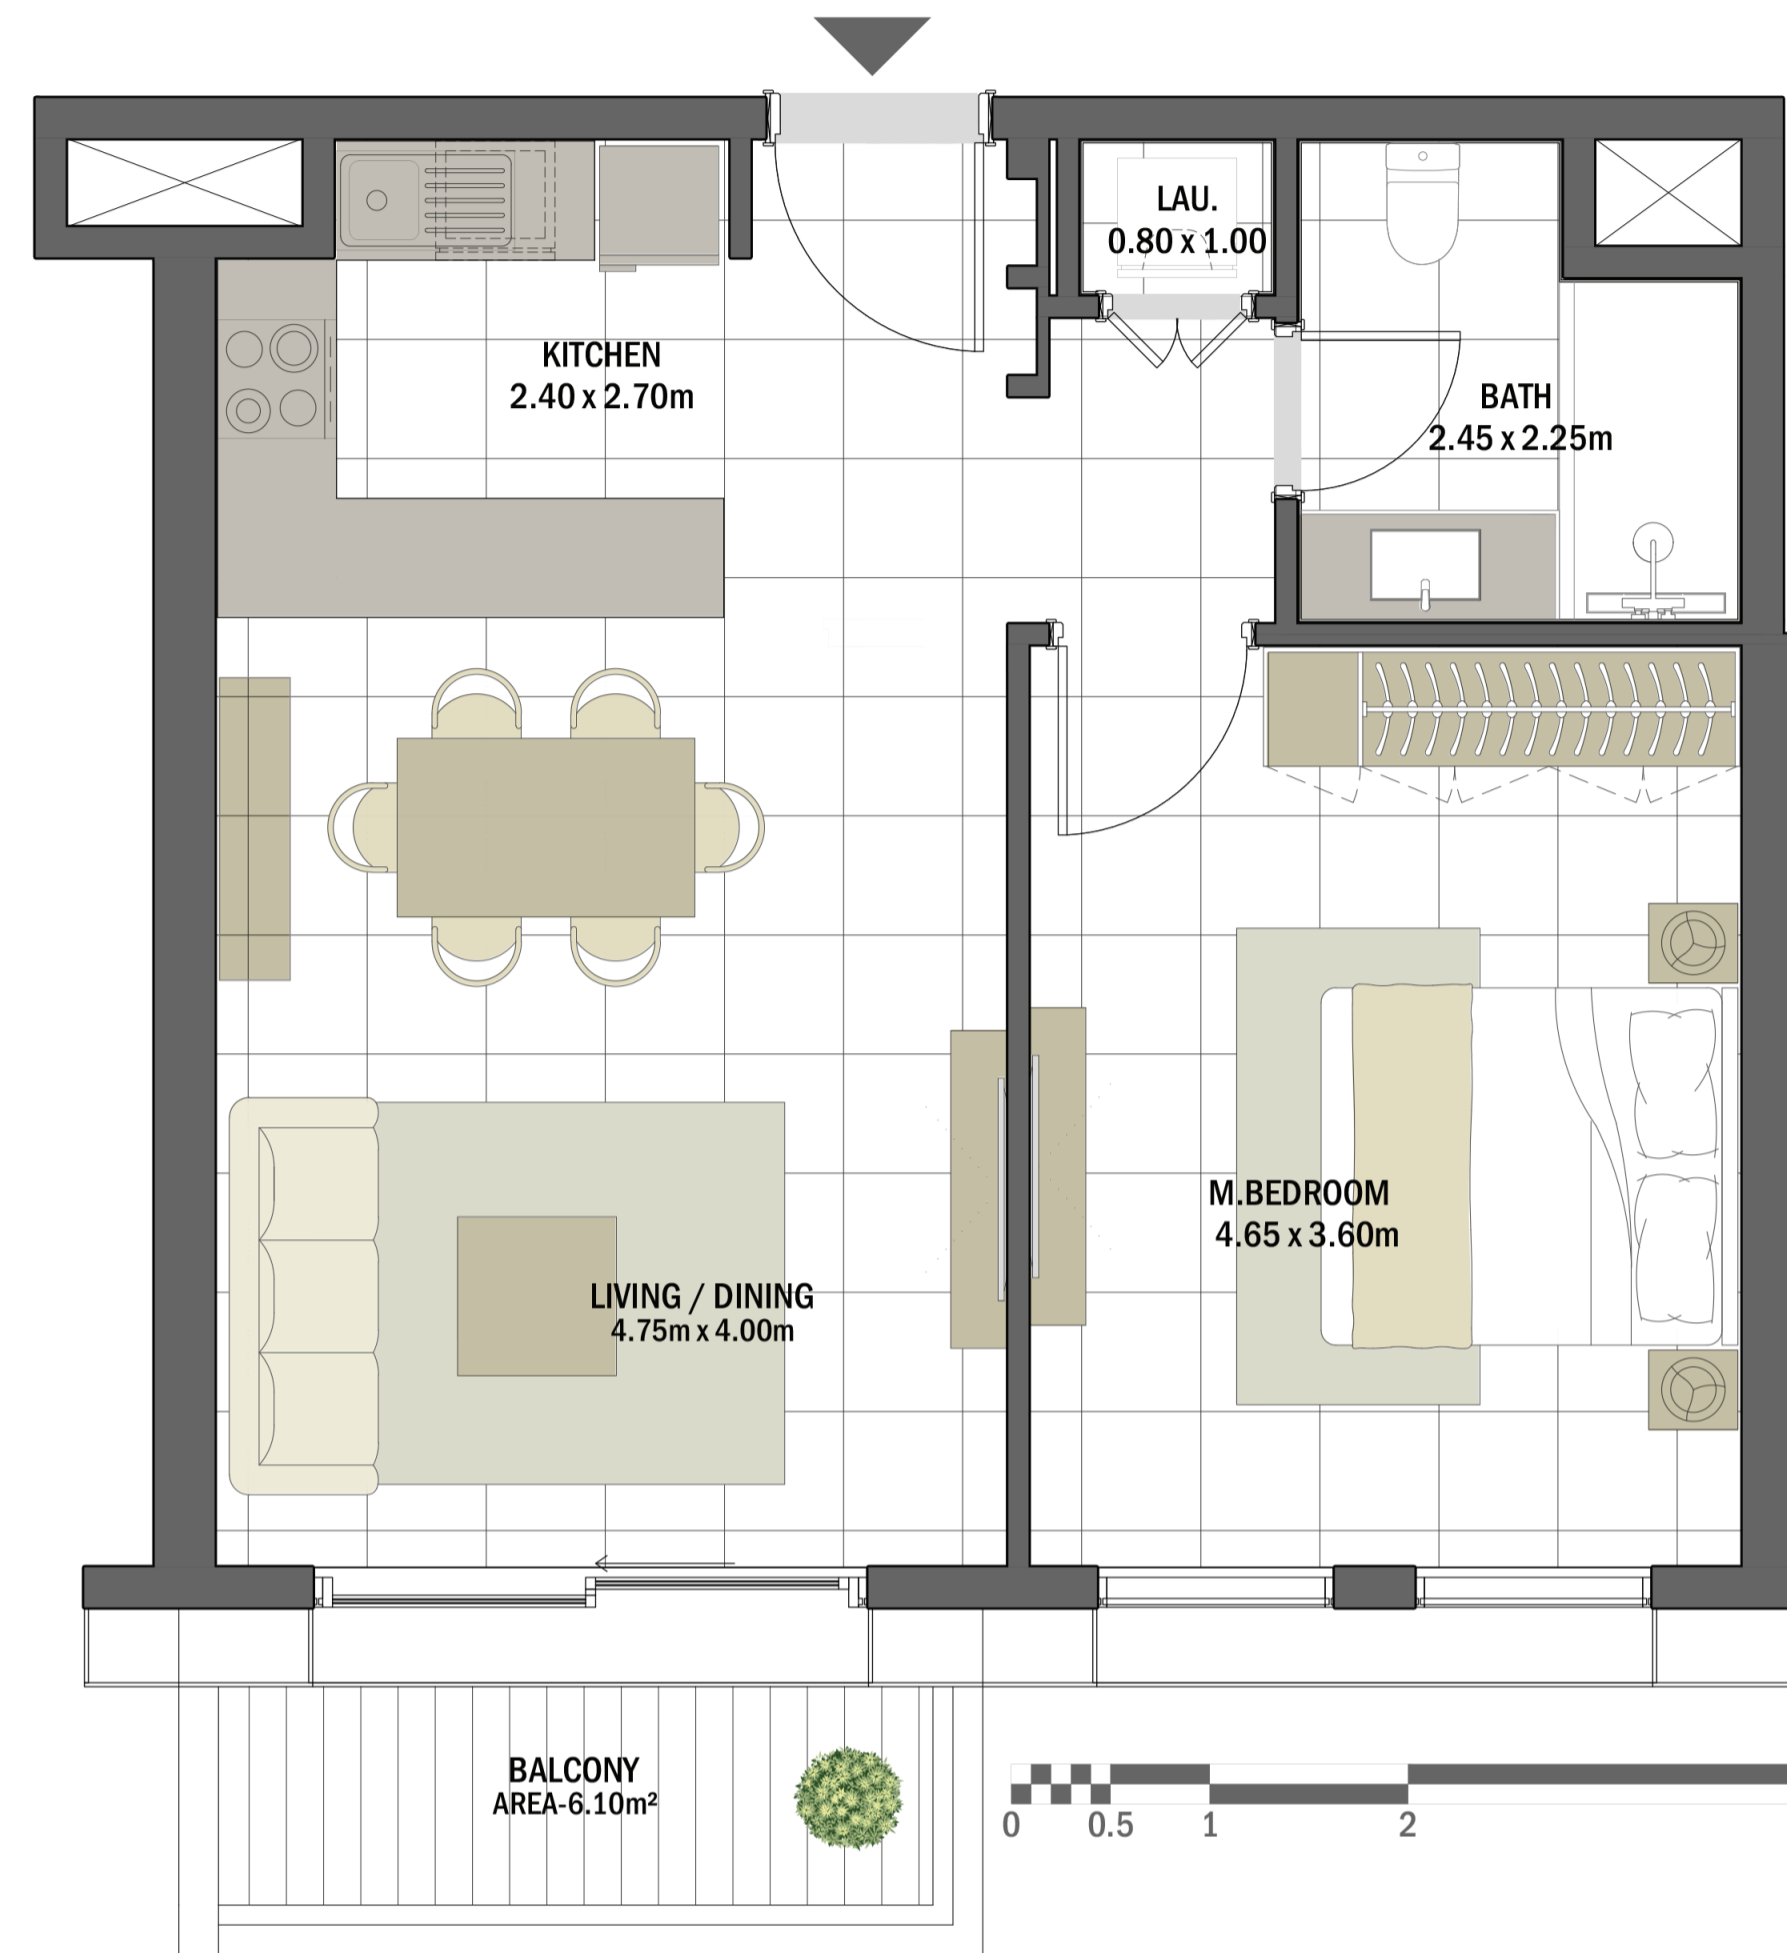 LAU.
0.80 x 1.00
KITCHEN
2.40 x 2.70m
BATH
2.45 x 2.25m
M.BEDROOM
4.65 x 3.60m
LIVING / DINING
4.75m x 4.00m
BALCONY
AREA-6.10m²
0 0.5 1 2